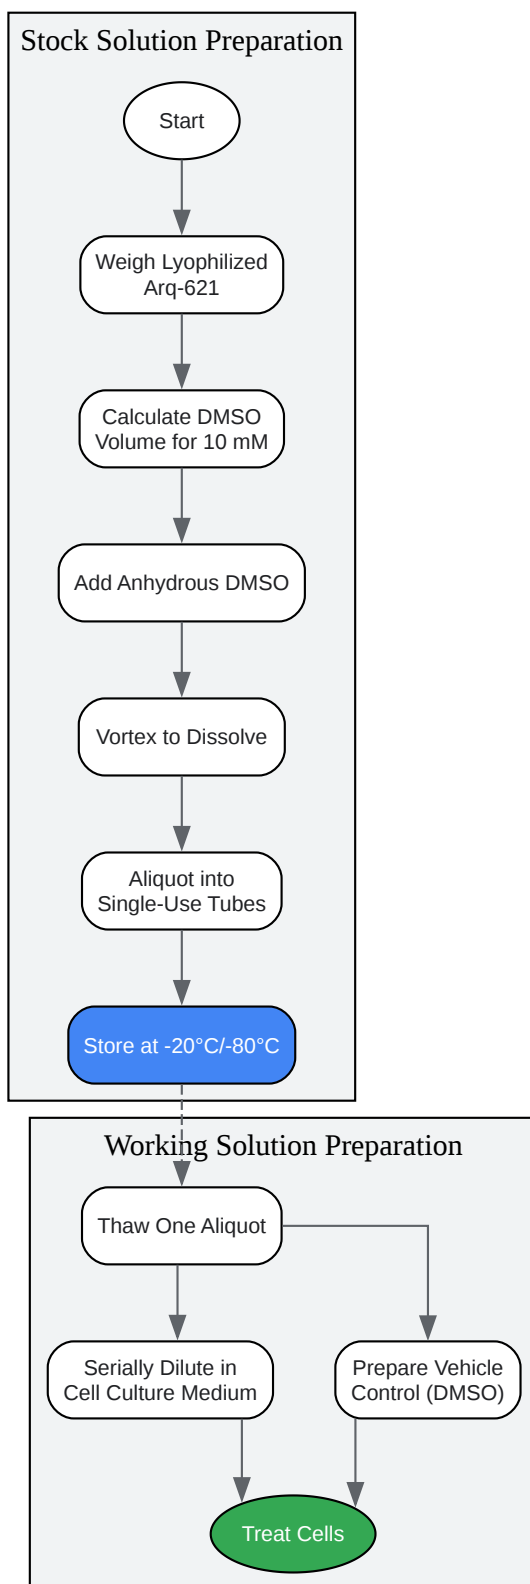 Stock Solution Preparation
Start
Weigh Lyophilized
Arq-621
Calculate DMSO
Volume for 10 mM
Add Anhydrous DMSO
Vortex to Dissolve
Aliquot into
Single-Use Tubes
Store at -20°C/-80°C
Working Solution Preparation
Thaw One Aliquot
Serially Dilute in
Cell Culture Medium
Prepare Vehicle
Control (DMSO)
Treat Cells